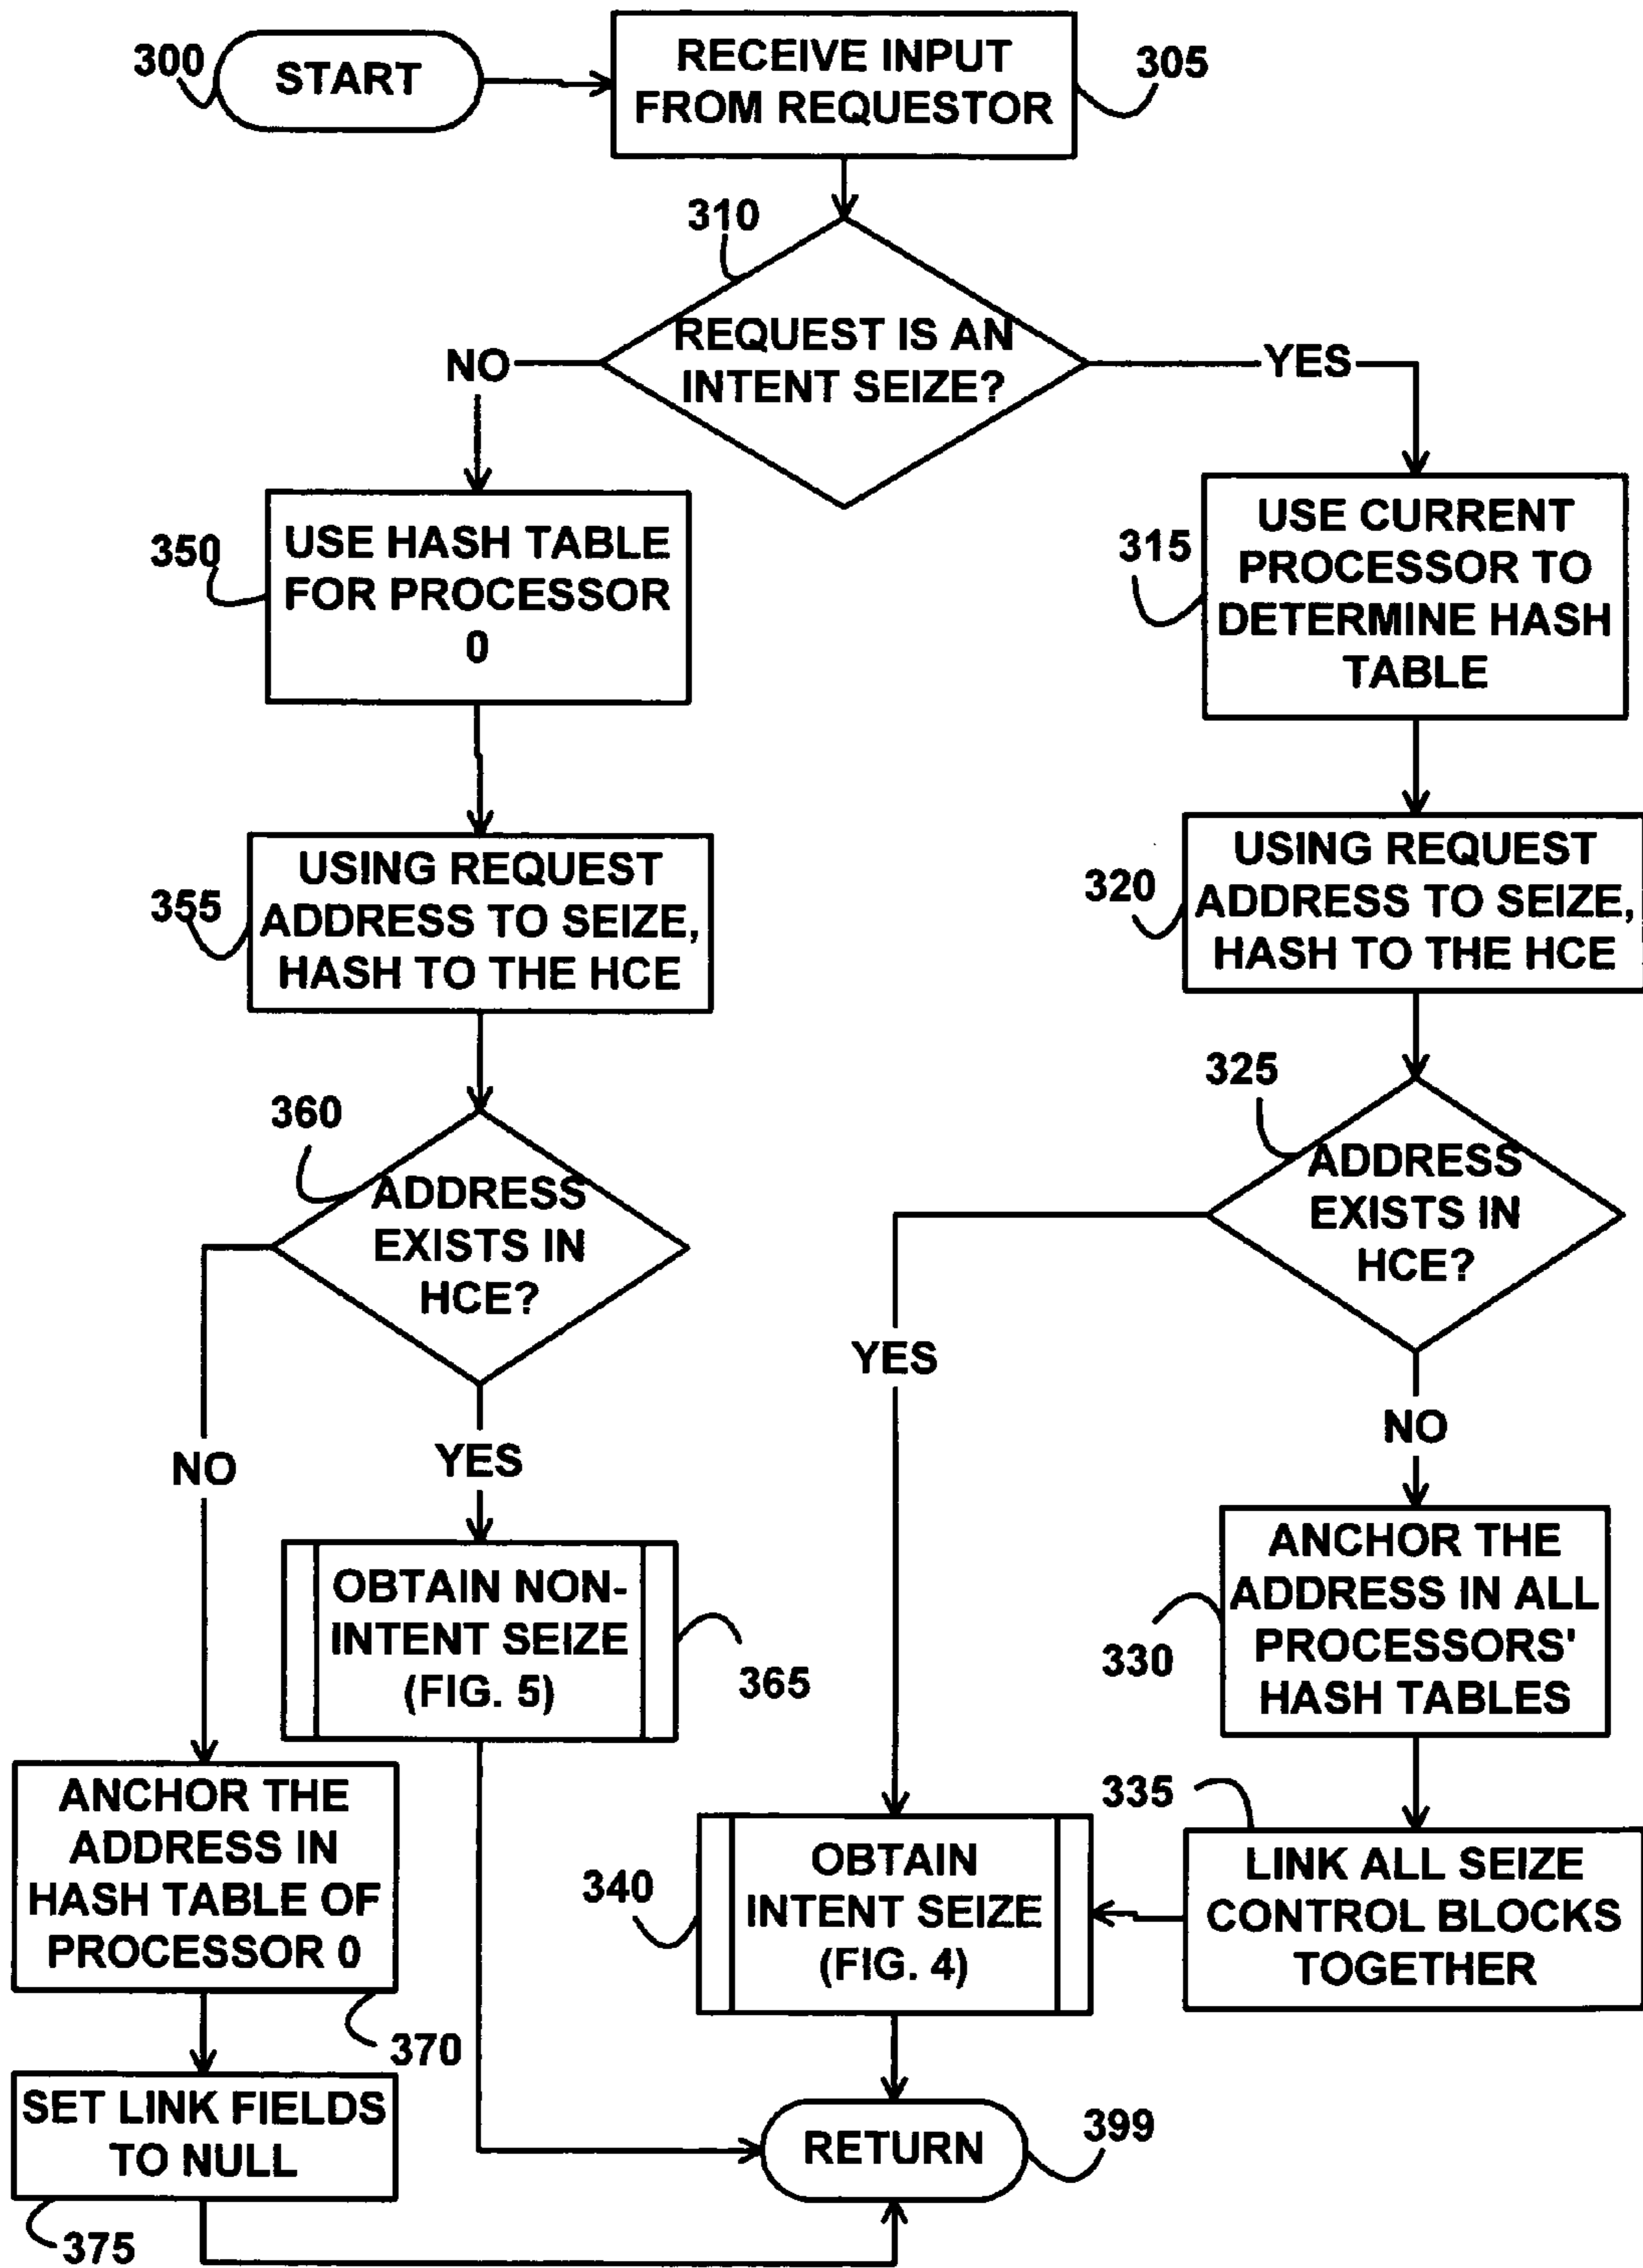 300
START
RECEIVE INPUT
FROM REQUESTOR
305
310
REQUEST IS AN
INTENT SEIZE?
NO
YES
350
USE HASH TABLE
FOR PROCESSOR
0
315
USE CURRENT
PROCESSOR TO
DETERMINE HASH
TABLE
355
USING REQUEST
ADDRESS TO SEIZE,
HASH TO THE HCE
320
USING REQUEST
ADDRESS TO SEIZE,
HASH TO THE HCE
360
ADDRESS
EXISTS IN
HCE?
325
ADDRESS
EXISTS IN
HCE?
NO
YES
YES
NO
OBTAIN NON-
INTENT SEIZE
(FIG. 5)
365
330
ANCHOR THE
ADDRESS IN ALL
PROCESSORS'
HASH TABLES
ANCHOR THE
ADDRESS IN
HASH TABLE OF
PROCESSOR 0
370
340
OBTAIN
INTENT SEIZE
(FIG. 4)
335
LINK ALL SEIZE
CONTROL BLOCKS
TOGETHER
SET LINK FIELDS
TO NULL
375
RETURN
399